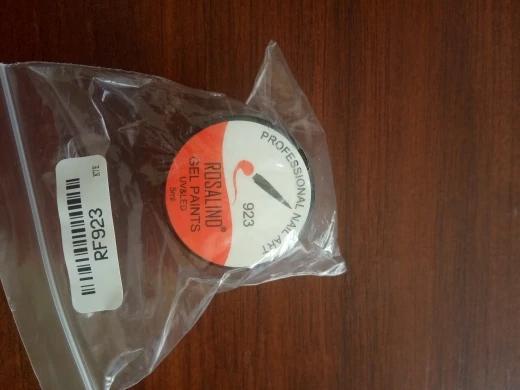 PROFESSIONAL NAIL ART
923
ROSALIND®
GEL PAINTS
UV&LED
5ml
RF923